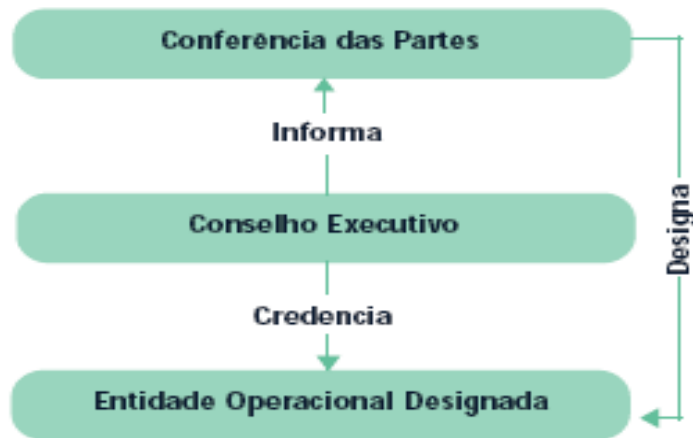 Conferência das Partes
Informa
Conselho Executivo
Designa
Credencia
Entidade Operacional Designada